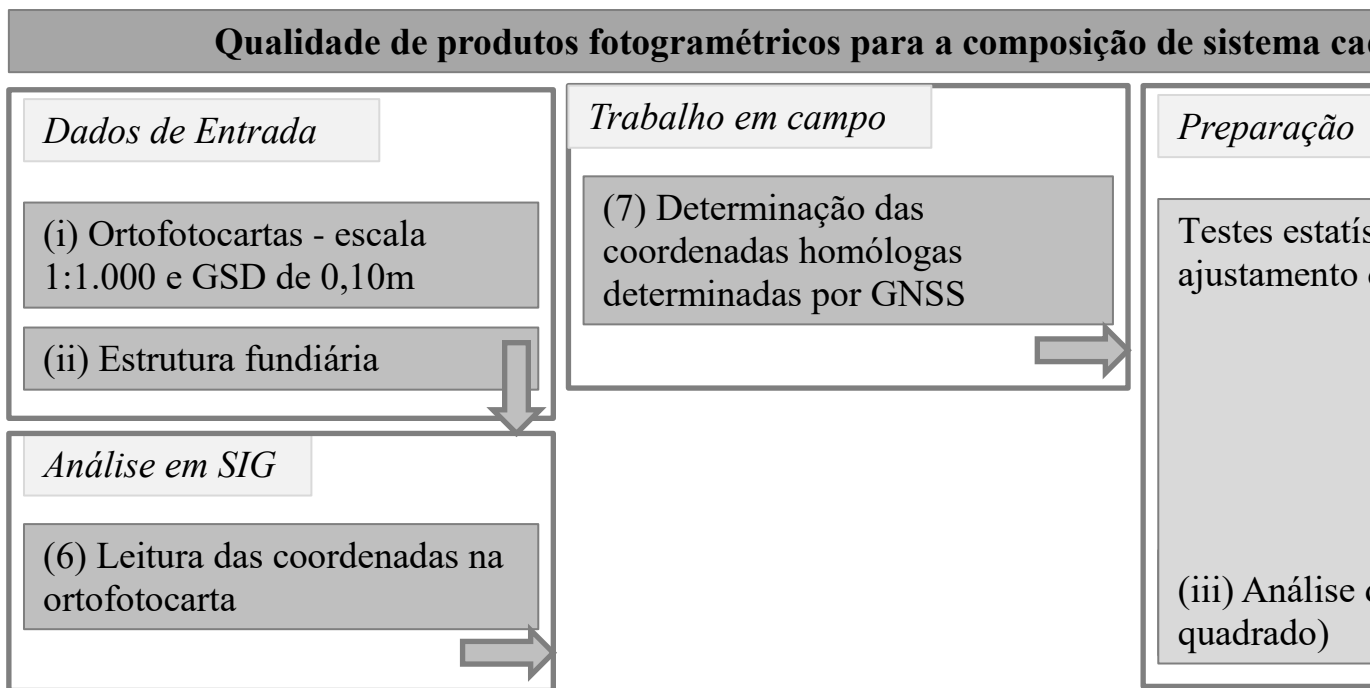 Qualidade de produtos fotogramétricos para a composição de sistema
Dados de Entrada
(i) Ortofotocartas - escala
1:1.000 e GSD de 0,10m
(ii) Estrutura fundiária
Análise em SIG
(6) Leitura das coordenadas na
ortofotocarta
Trabalho em campo
(7) Determinação das
coordenadas homólogas
determinadas por GNSS
Preparação
Testes
ajustamento
(iii) Análise
quadrado)